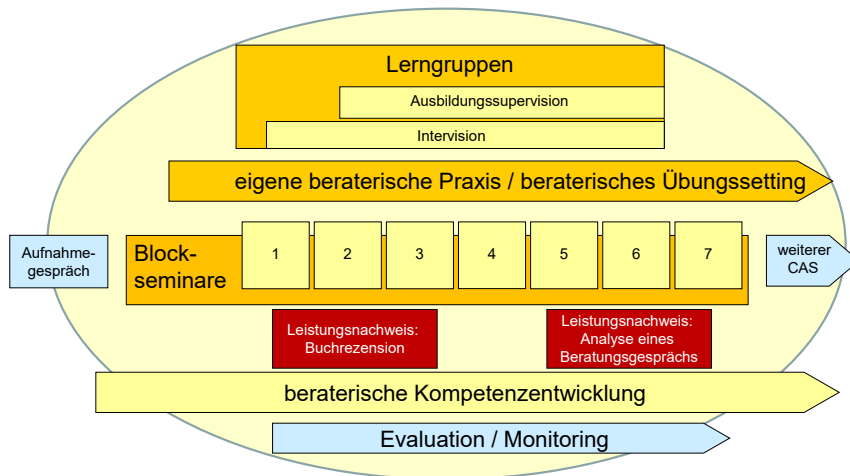 Lerngruppen
Ausbildungssupervision
Intervision
eigene beraterische Praxis / beraterisches Übungssetting
Aufnahme-
gespräch
Block-
seminare
1
2
3
4
5
6
7
weiterer
CAS
Leistungsnachweis:
Buchrezension
Leistungsnachweis:
Analyse eines
Beratungsgesprächs
beraterische Kompetenzentwicklung
Evaluation / Monitoring